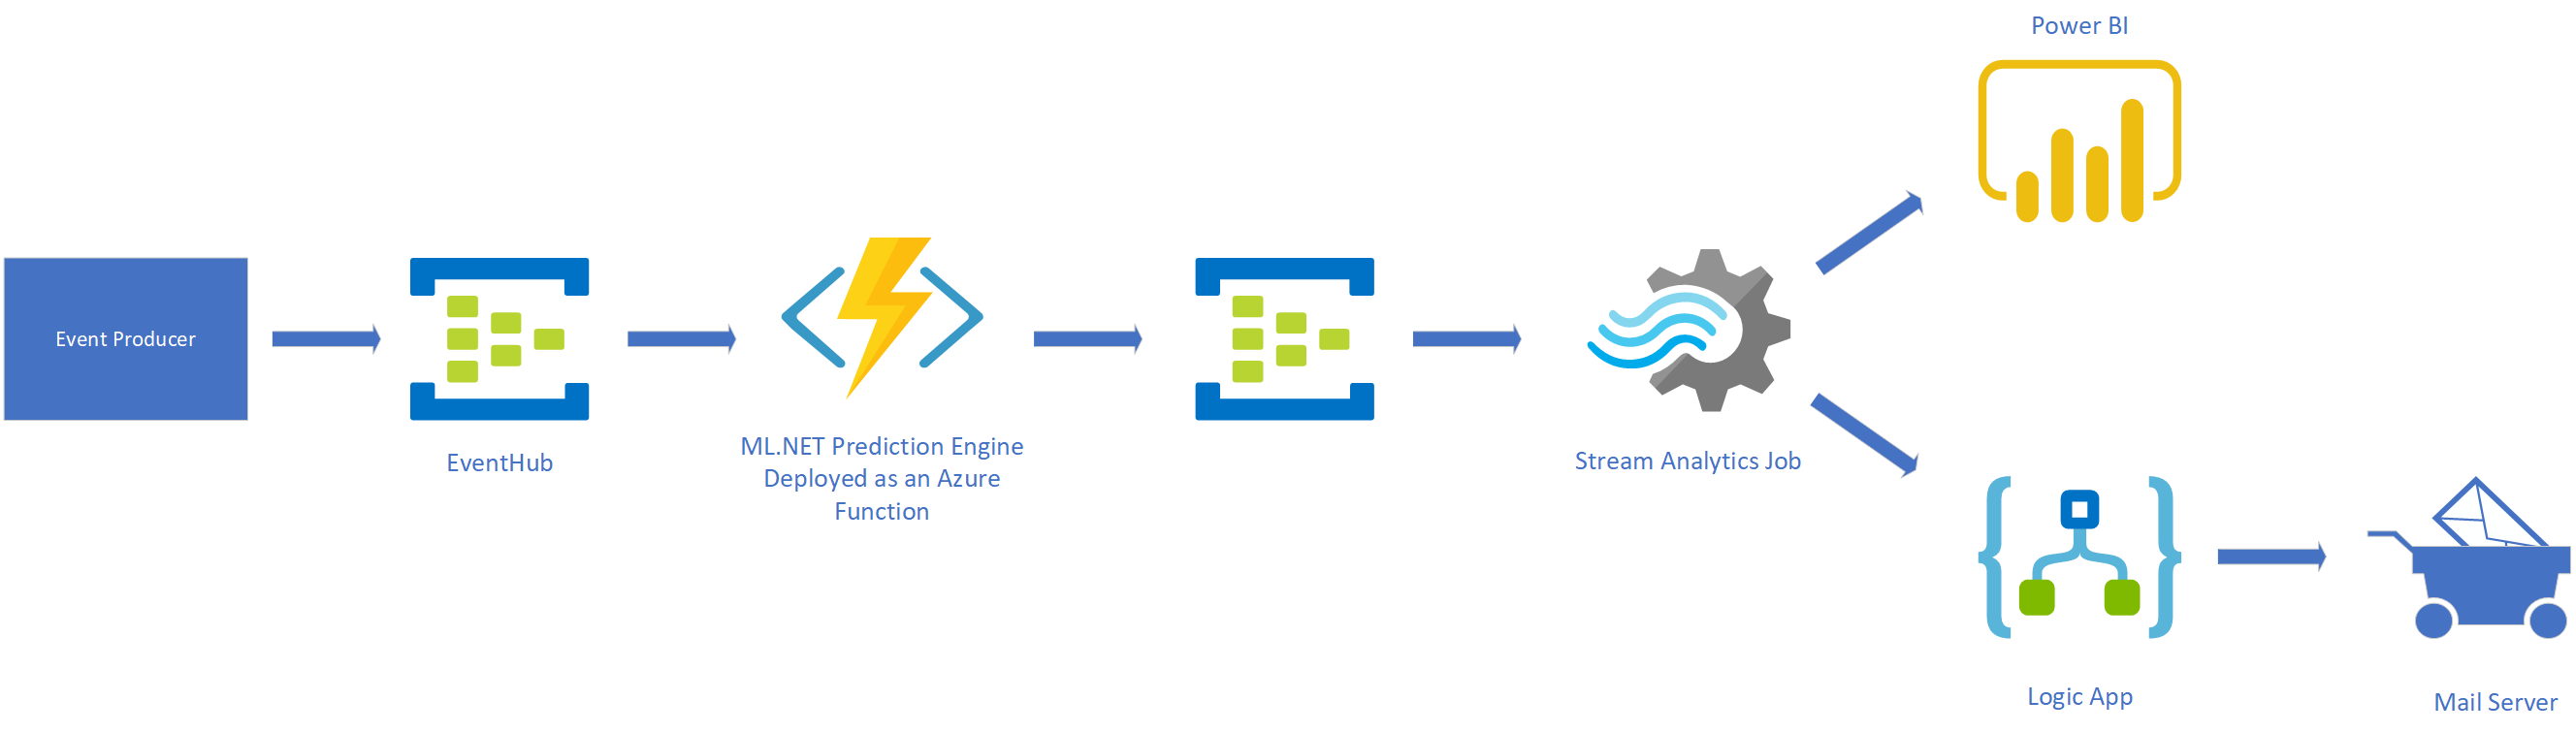 Power BI
Event Producer
EventHub
ML.NET Prediction Engine
Deployed as an Azure
Function
Stream Analytics Job
Logic App
Mail Server